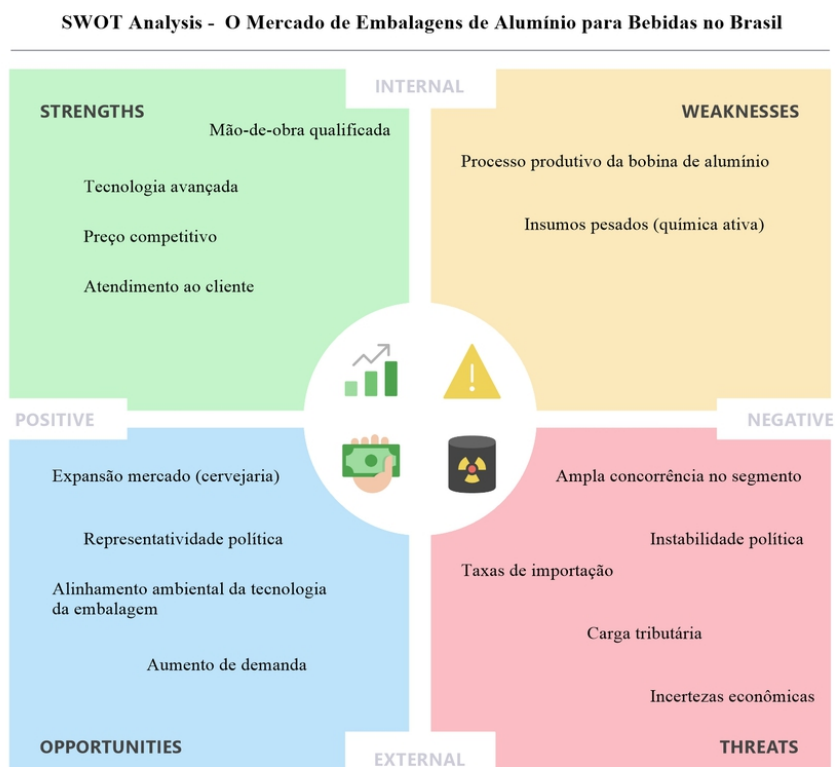 SWOT Analysis - O Mercado de Embalagens de Alumínio para Bebidas no Brasil
INTERNAL
STRENGTHS
Mão-de-obra qualificada
Tecnologia avançada
Preço competitivo
Atendimento ao cliente
WEAKNESSES
Processo produtivo da bobina de alumínio
Insumos pesados (química ativa)
POSITIVE
NEGATIVE
Expansão mercado (cervejaria)
Representatividade política
Alinhamento ambiental da tecnologia
da embalagem
Aumento de demanda
OPPORTUNITIES
Ampla concorrência no segmento
Instabilidade política
Taxas de importação
Carga tributária
Incertezas econômicas
THREATS
EXTERNAL